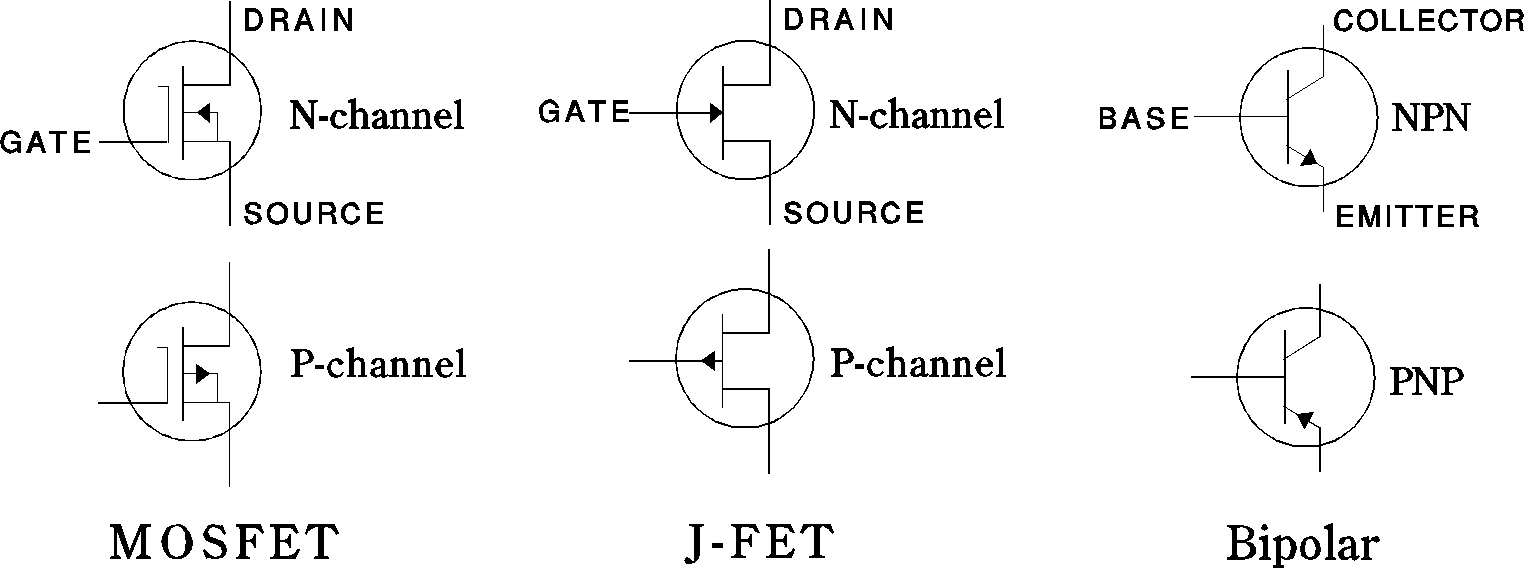 DRAIN
GATE
N-channel
SOURCE
P-channel
MOSFET
DRAIN
GATE
N-channel
SOURCE
P-channel
J-FET
COLLECTOR
BASE
NPN
EMITTER
PNP
Bipolar